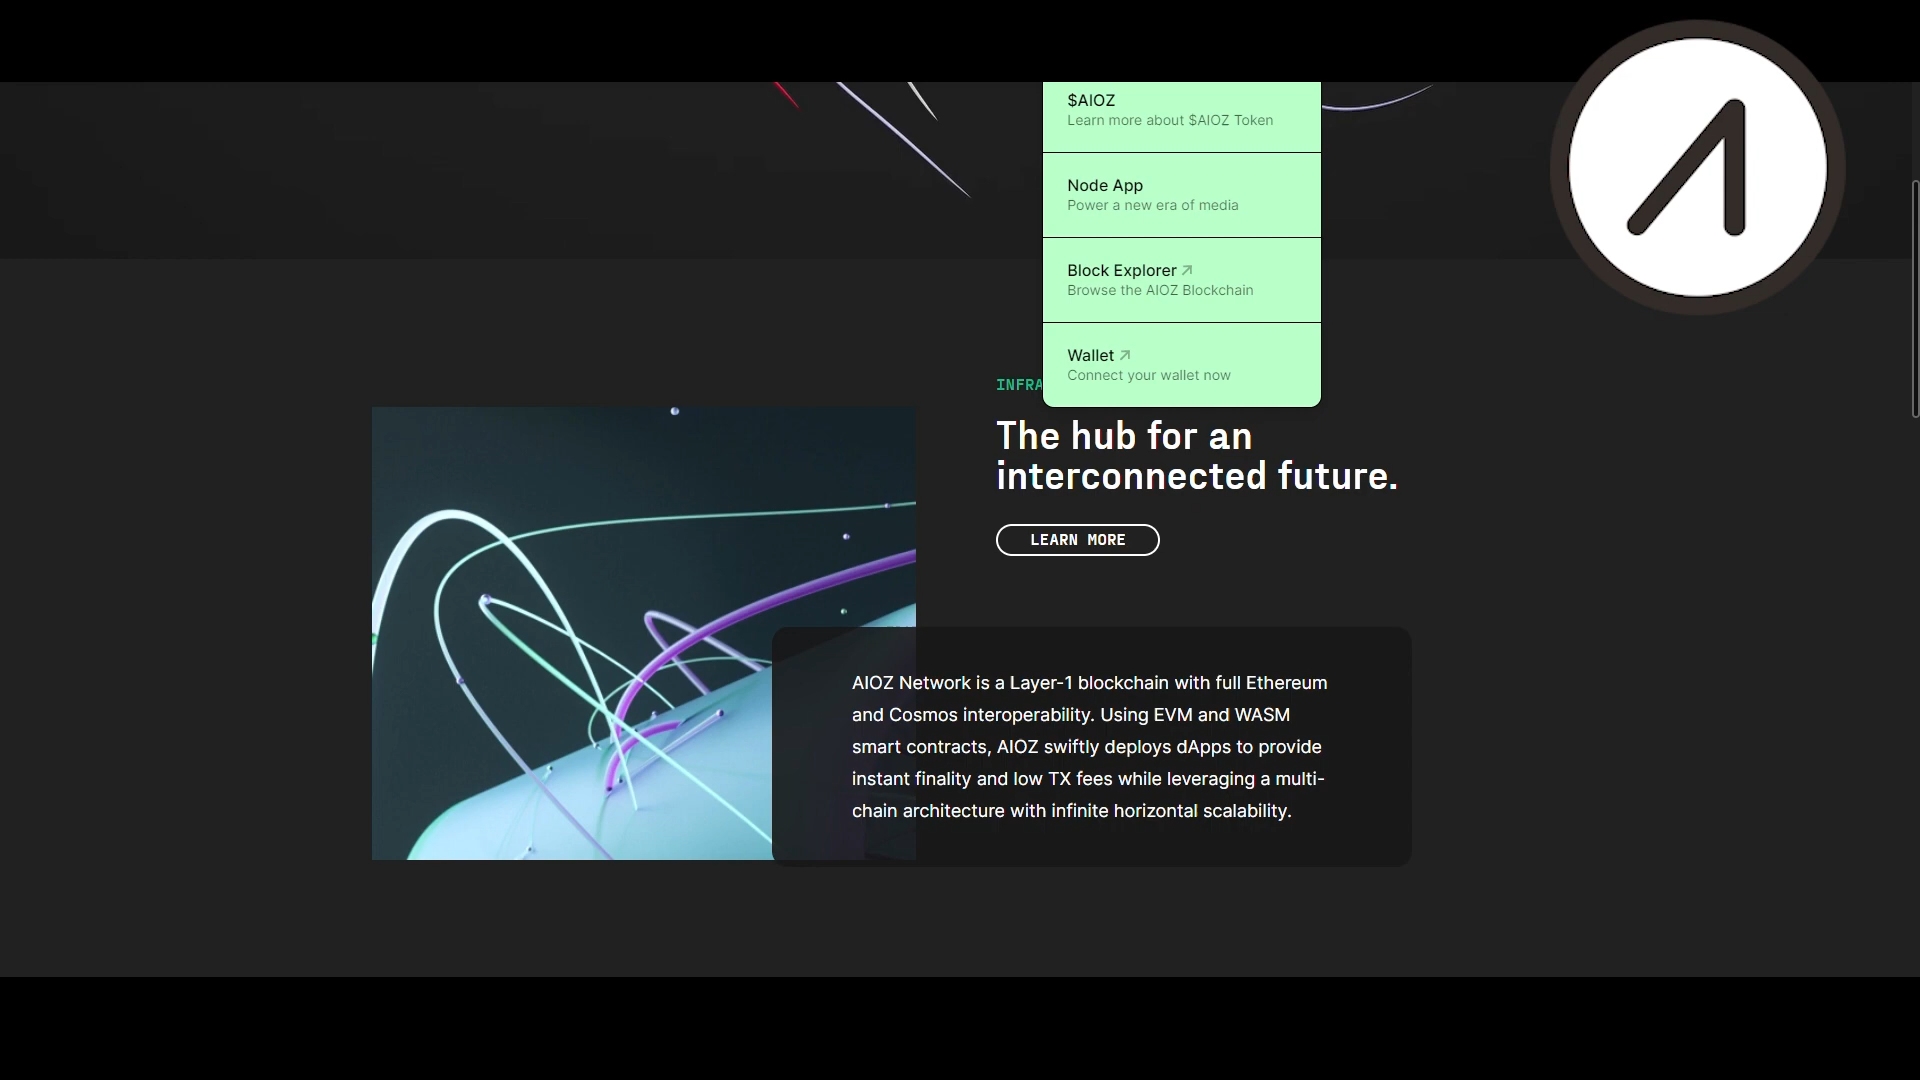 $AIOZ
Learn more about $AIOZ Token
Node App
Power a new era of media
Block Explorer
Browse the AIOZ Blockchain
Wallet
Connect your wallet now
INFRA
The hub for an
interconnected future.
LEARN MORE
AIOZ Network is a Layer-1 blockchain with full Ethereum
and Cosmos interoperability. Using EVM and WASM
smart contracts, AIOZ swiftly deploys dApps to provide
instant finality and low TX fees while leveraging a multi-
chain architecture with infinite horizontal scalability.